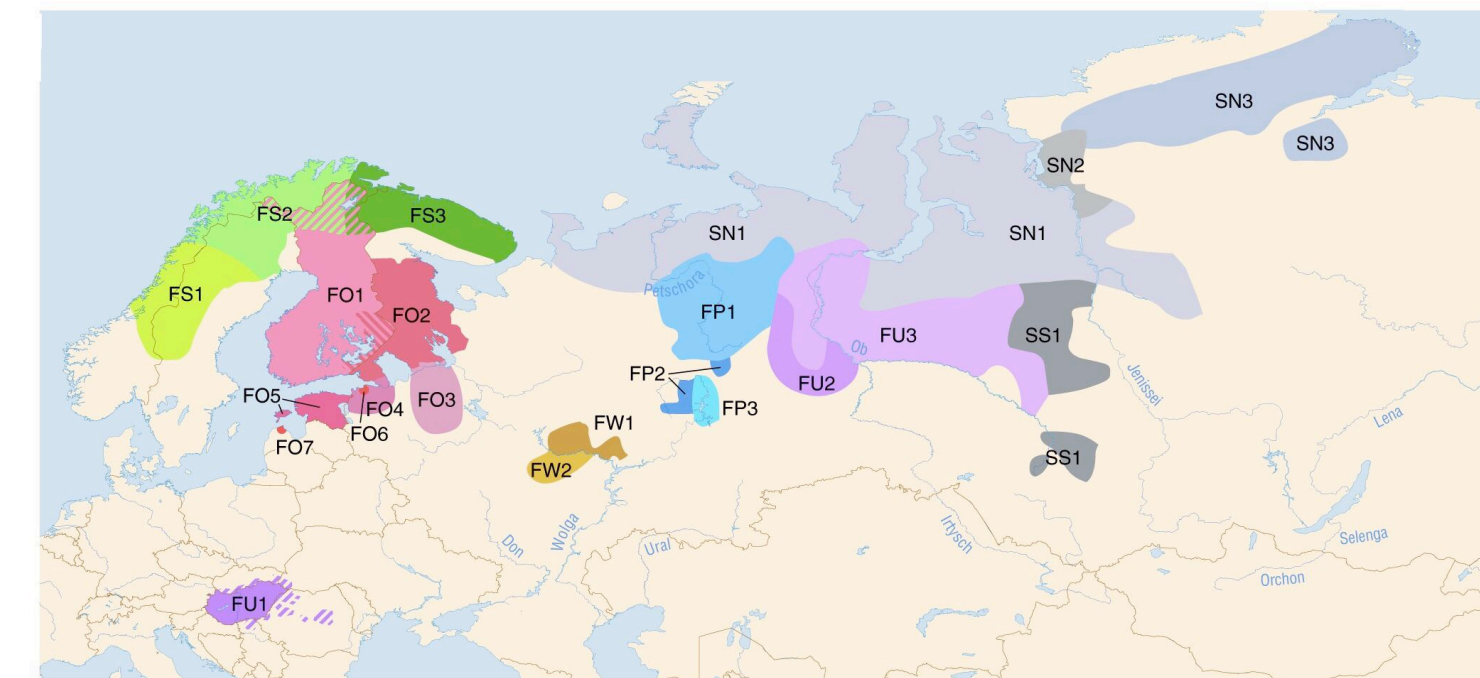 SN3
SN3
SN2
FS2
FS3
SN1
SN1
Petschora
FS1
FO1
FO2
FP1
FU3
SS1
Ob
FP2
FU2
Jenissei
FO5
FO4
FO3
FP3
FO6
Lena
FO7
FW1
SS1
FW2
Don
Wolga
Ural
Irtysch
Selenga
Orchon
FU1